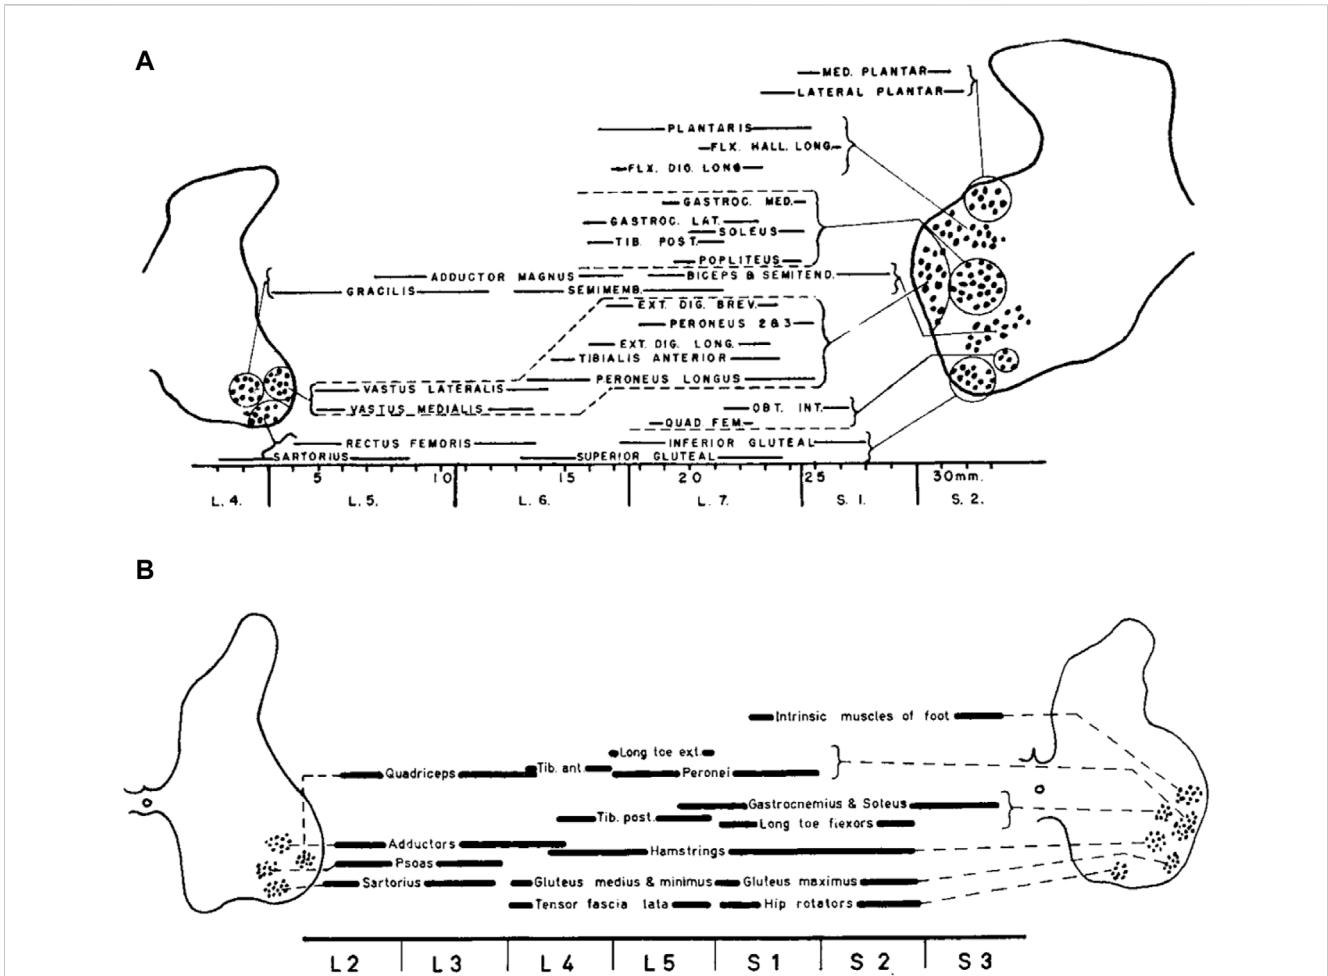 A
MED. PLANTAR
LATERAL PLANTAR
PLANTARIS
FLX. HALL. LONG.
FLX. DIG. LONG
GASTROC. MED.
GASTROC. LAT.
SOLEUS
TIB. POST.
POPLITEUS
ADDUCTOR MAGNUS
BICEPS & SEMITEND.
GRACILIS
SEMIMEMB.
EXT. DIG. BREV.
PERONEUS 2&3
EXT. DIG. LONG.
TIBIALIS ANTERIOR
PERONEUS LONGUS
VASTUS LATERALIS
VASTUS MEDIALIS
OBT. INT.
QUAD. FEM.
RECTUS FEMORIS
INFERIOR GLUTEAL
SARTORIUS
SUPERIOR GLUTEAL
5 10 15 20 25 30mm.
L. 4. L. 5. L. 6. L. 7. S. 1. S. 2.
B
Intrinsic muscles of foot
Long toe ext.
Quadriceps
Tib. ant.
Peronei
Gastrocnemius & Soleus
Tib. post.
Long toe flexors
Adductors
Hamstrings
Psoas
Sartorius
Gluteus medius & minimus
Gluteus maximus
Tensor fascia lata
Hip rotators
L2 L3 L4 L5 S1 S2 S3